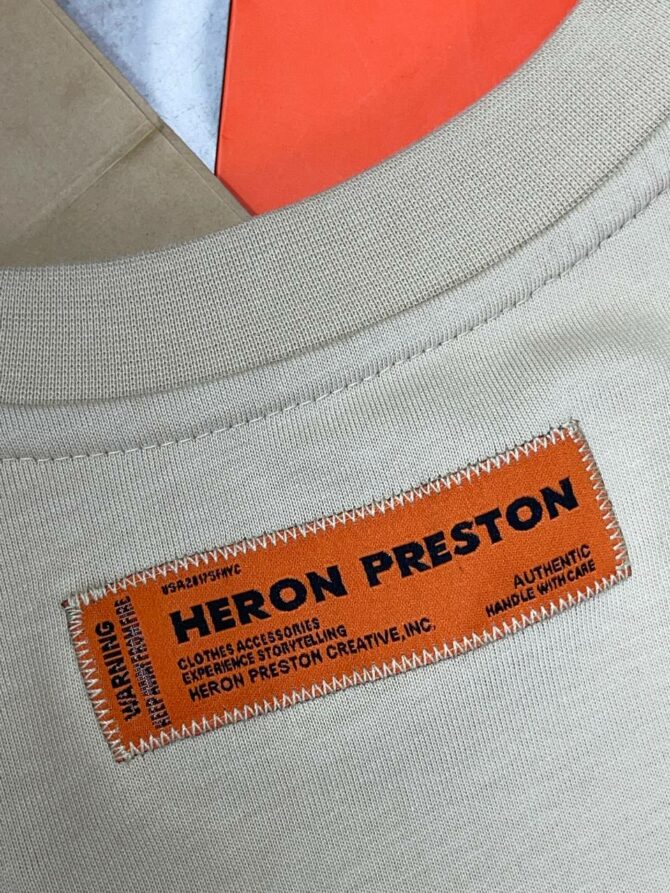 USA2017SFNYC
HERON PRESTON
CLOTHES ACCESSORIES
EXPERIENCE STORYTELLING
HERON PRESTON CREATIVE, INC.
AUTHENTIC
HANDLE WITH CARE
WARNING
KEEP AWAY FROM FIRE